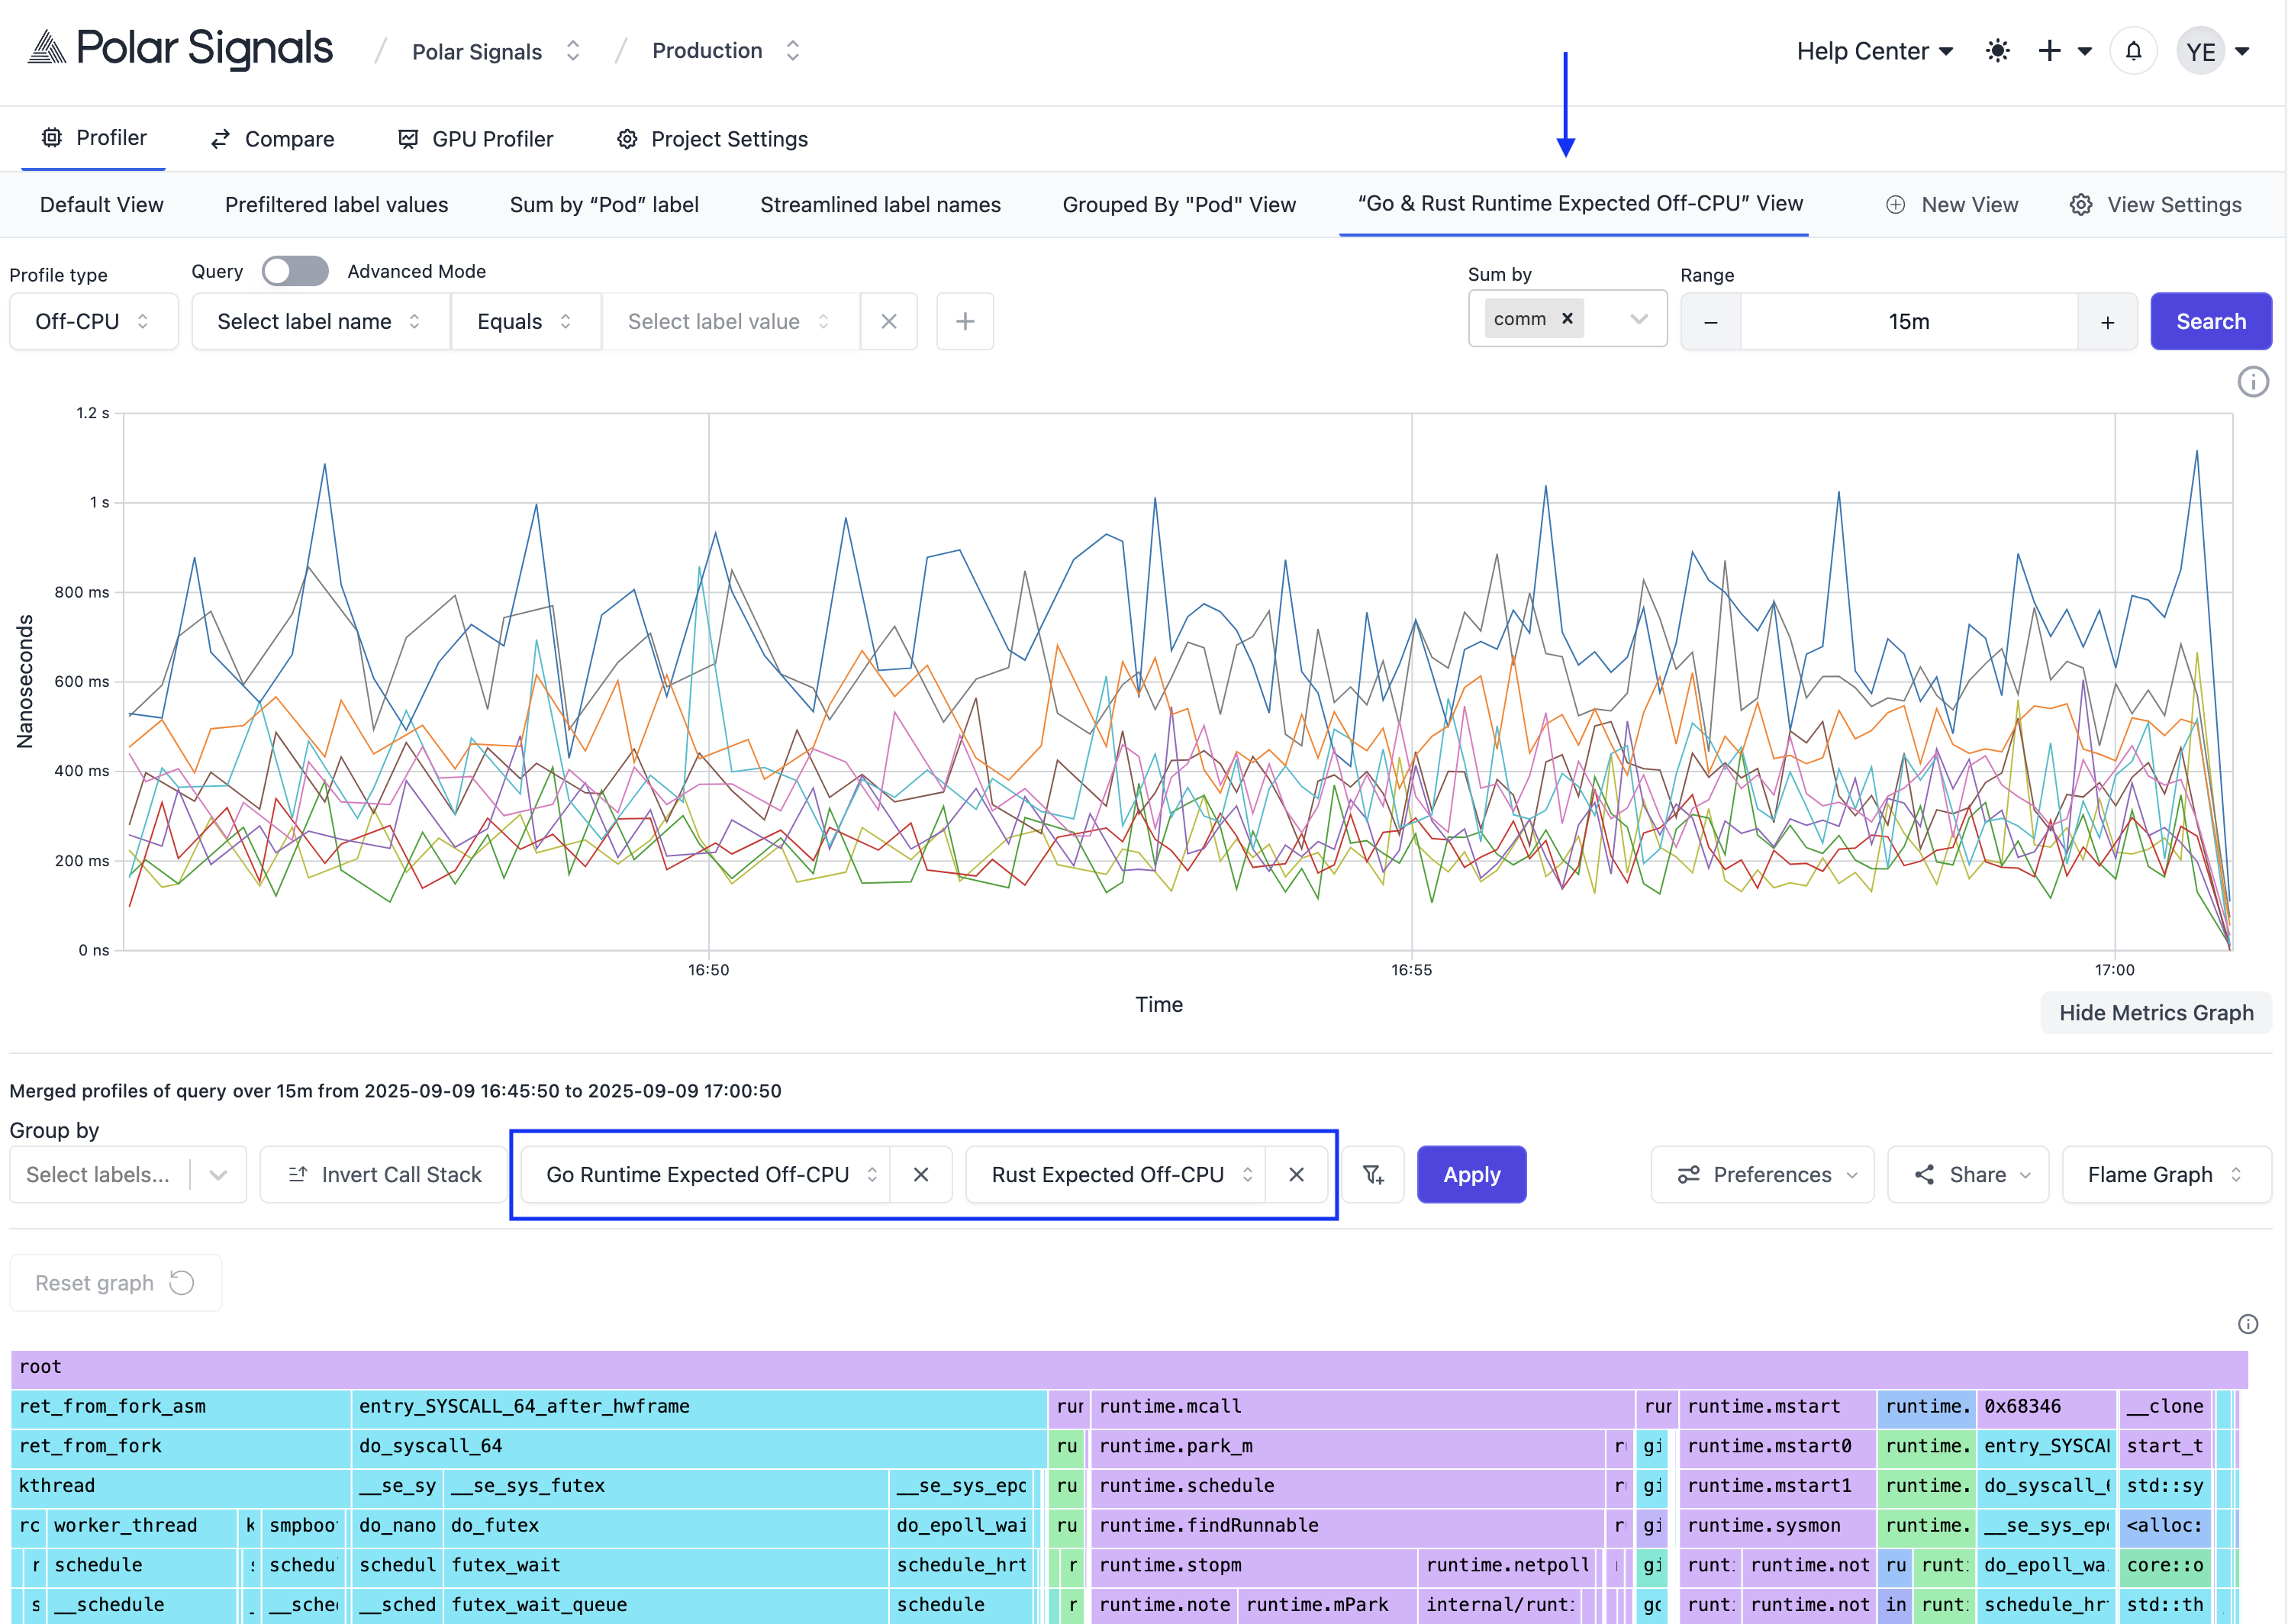 Polar Signals / Polar Signals / Production Help Center YE
Profiler Compare GPU Profiler Project Settings
Default View Prefiltered label values Sum by “Pod” label Streamlined label names Grouped By "Pod" View “Go & Rust Runtime Expected Off-CPU” View New View View Settings
Profile type Query Advanced Mode Sum by Range
Off-CPU Select label name Equals Select label value comm 15m Search
1.2 s
1 s
800 ms
600 ms
400 ms
200 ms
0 ns
Nanoseconds
16:50 16:55 17:00
Time
Hide Metrics Graph
Merged profiles of query over 15m from 2025-09-09 16:45:50 to 2025-09-09 17:00:50
Group by
Select labels... Invert Call Stack Go Runtime Expected Off-CPU Rust Expected Off-CPU Apply Preferences Share Flame Graph
Reset graph
root
ret_from_fork_asm entry_SYSCALL_64_after_hwframe rur runtime.mcall rur runtime.mstart runtime. 0x68346 __clone
ret_from_fork do_syscall_64 ru runtime.park_m gi runtime.mstart0 runtime. entry_SYSCA start_t
kthread __se_sy __se_sys_futex __se_sys_epo ru runtime.schedule gi runtime.mstart1 runtime. do_syscall_ std::sy
rc worker_thread k smpboo do_nano do_futex do_epoll_wai ru runtime.findRunnable gi runtime.sysmon runtime. __se_sys_ep <alloc:
r schedule schedu schedul futex_wait schedule_hrt r runtime.stopm runtime.netpoll gi runt: runtime.not ru runt: do_epoll_wa core::o
s __schedule __sche __sched futex_wait_queue schedule r runtime.note runtime.mPark internal/runt: gc runt: runtime.not in runt: schedule_hr std::th